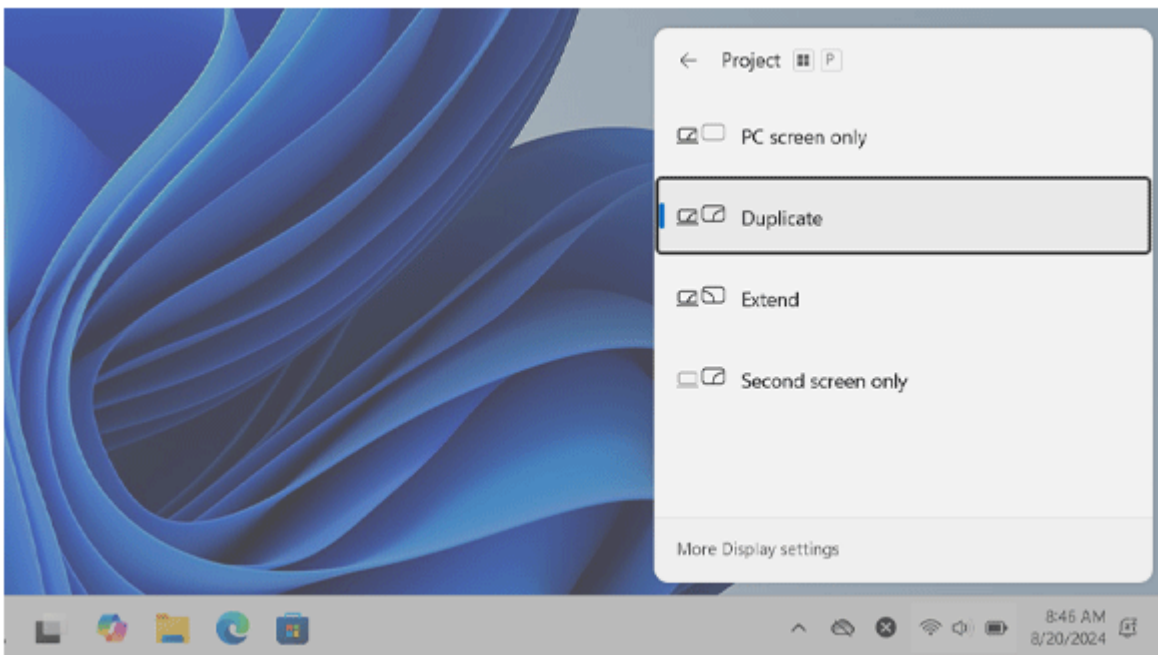 Project P
PC screen only
Duplicate
Extend
Second screen only
More Display settings
8:46 AM
8/20/2024